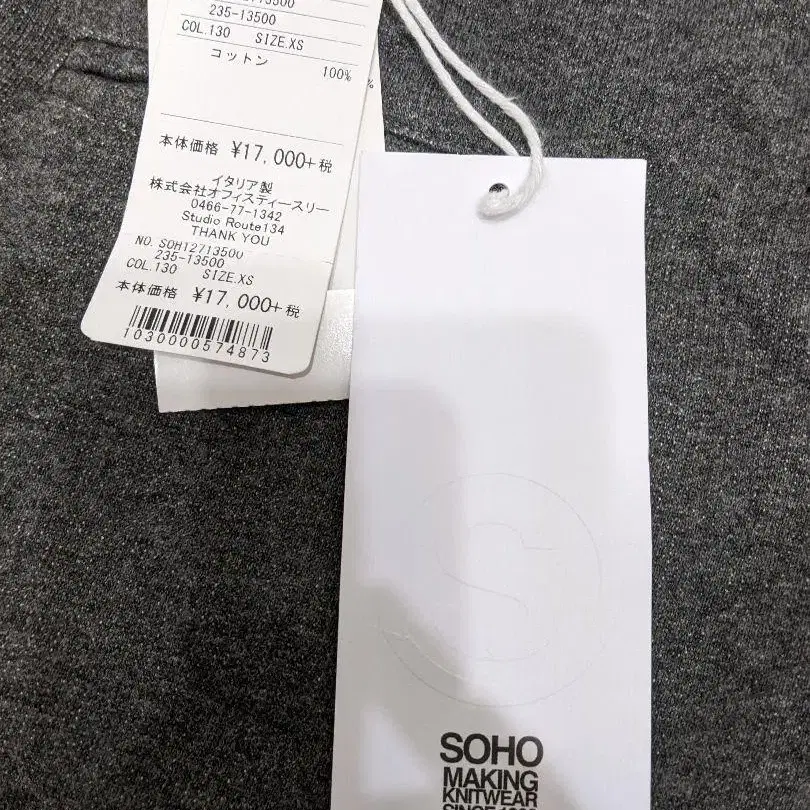 235-13500
COL.130 SIZE.XS
コットン 100%
%
本体価格 ¥17,000+税
イタリア製
株式会社オフィスティースリー
0466-77-1342
Studio Route134
THANK YOU
NO. SOH12713500
235-13500
COL.130 SIZE.XS
本体価格 ¥17,000+税
1030000574873
S
SOHO
MAKING
KNITWEAR
SINCE